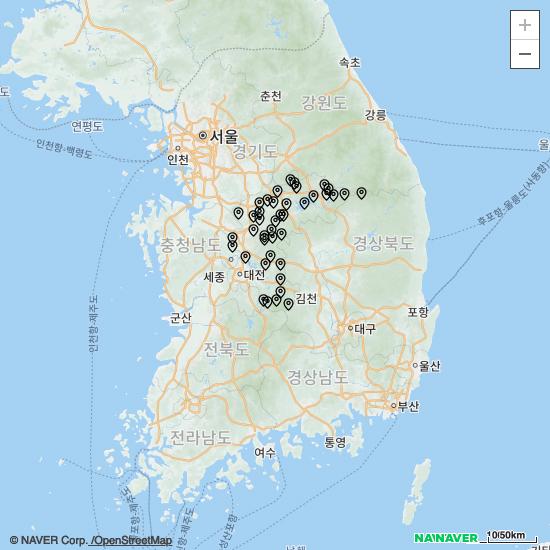 +
−
속초
춘천
강원도
연평도
강릉
서울
인천항-백령도
인천
경기도
울
후포항-울릉도(사동항)
충청남도
경상북도
세종
대전
인천항-제주도
군산
김천
포항
대구
전라북도
경상남도
울산
부산
전라남도
통영
여수
© NAVER Corp. /OpenStreetMap
NAVER
10/50km